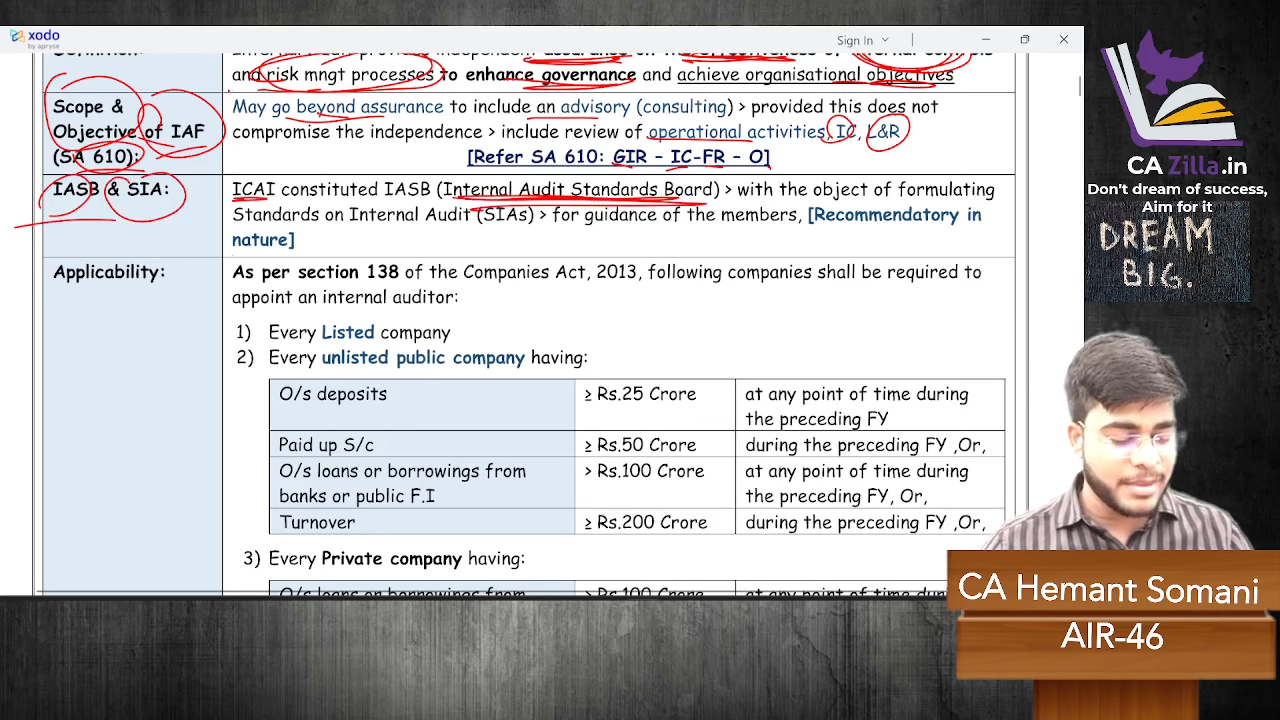 xodo
by apryse
Sign In
and risk mngt processes to enhance governance and achieve organisational objectives
Scope &
Objective of IAF
(SA 610):
May go beyond assurance to include an advisory (consulting) > provided this does not
compromise the independence > include review of operational activities, IC, L&R
[Refer SA 610: GIR – IC-FR – O]
IASB & SIA:
ICAI constituted IASB (Internal Audit Standards Board) > with the object of formulating
Standards on Internal Audit (SIAs) > for guidance of the members, [Recommendatory in
nature]
Applicability:
As per section 138 of the Companies Act, 2013, following companies shall be required to
appoint an internal auditor:
1) Every Listed company
2) Every unlisted public company having:
O/s deposits ≥ Rs.25 Crore at any point of time during
the preceding FY
Paid up S/c ≥ Rs.50 Crore during the preceding FY ,Or,
O/s loans or borrowings from > Rs.100 Crore at any point of time during
banks or public F.I the preceding FY, Or,
Turnover ≥ Rs.200 Crore during the preceding FY ,Or,
3) Every Private company having:
CA Zilla.in
Don't dream of success,
Aim for it
DREAM
BIG.
CA Hemant Somani
AIR-46